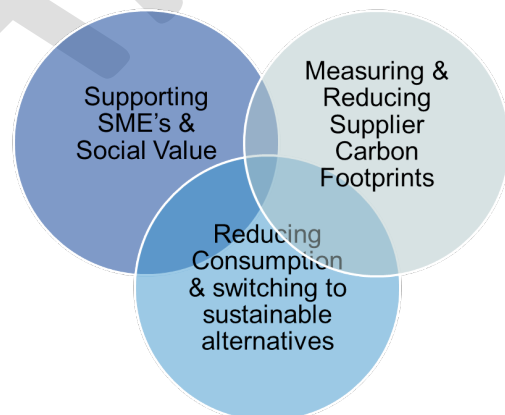 Supporting
SME's &
Social Value
Measuring &
Reducing
Supplier
Carbon
Footprints
Reducing
Consumption
& switching to
sustainable
alternatives